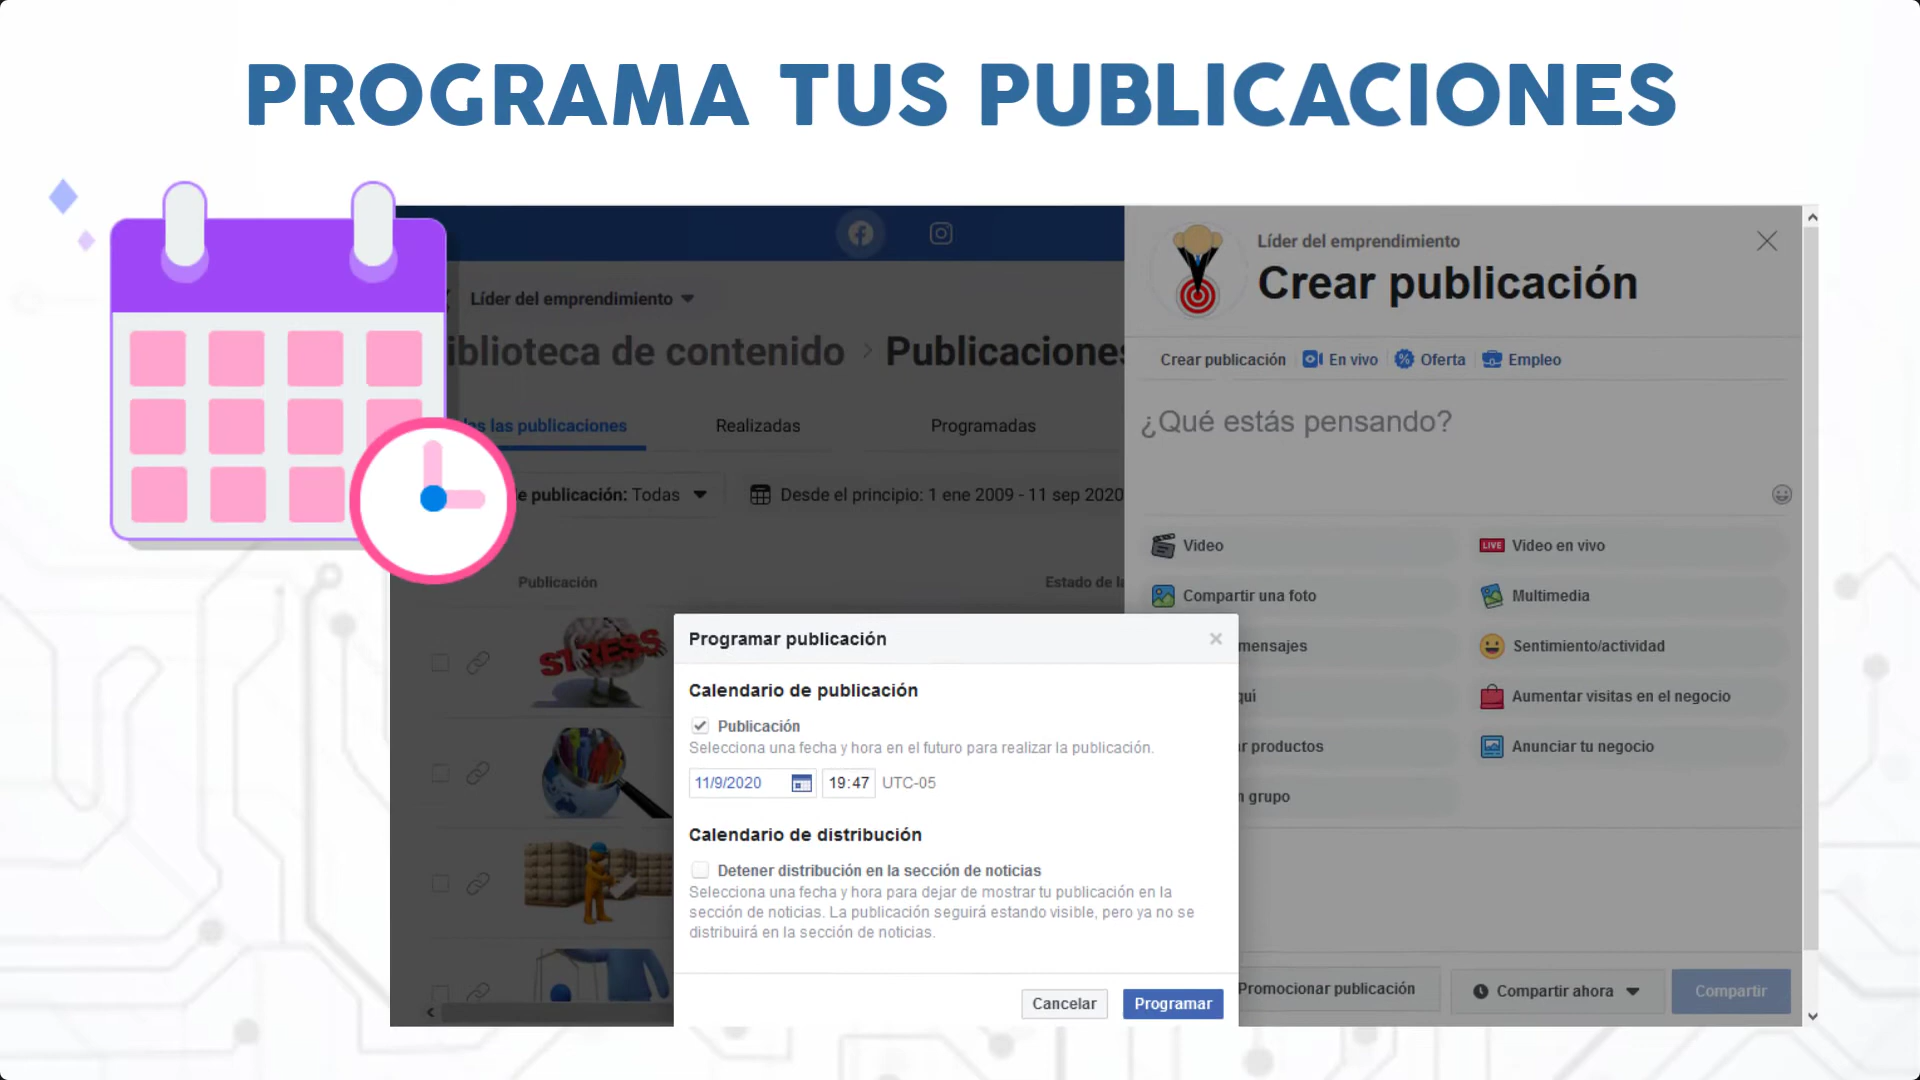 PROGRAMA TUS PUBLICACIONES
Líder del emprendimiento
iblioteca de contenido > Publicaciones
las publicaciones
Realizadas
Programadas
publicación: Todas
Desde el principio: 1 ene 2009 - 11 sep 2020
Publicación
Estado de la
STRESS
Líder del emprendimiento
Crear publicación
Crear publicación
En vivo
Oferta
Empleo
¿Qué estás pensando?
Video
LIVE Video en vivo
Compartir una foto
Multimedia
mensajes
Sentimiento/actividad
quí
Aumentar visitas en el negocio
r productos
Anunciar tu negocio
grupo
Promocionar publicación
Compartir ahora
Compartir
Programar publicación
Calendario de publicación
Publicación
Selecciona una fecha y hora en el futuro para realizar la publicación.
11/9/2020
19:47
UTC-05
Calendario de distribución
Detener distribución en la sección de noticias
Selecciona una fecha y hora para dejar de mostrar tu publicación en la
sección de noticias. La publicación seguirá estando visible, pero ya no se
distribuirá en la sección de noticias.
Cancelar
Programar